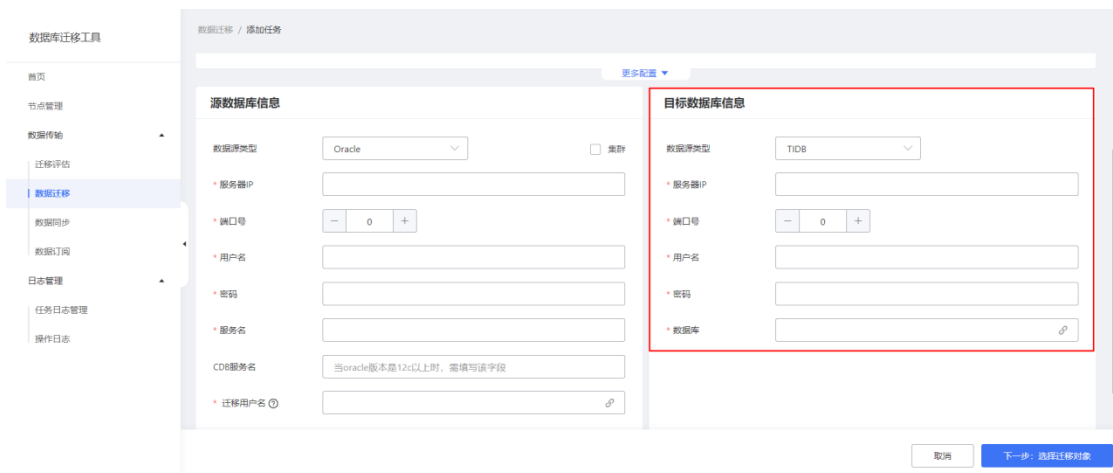 数据库迁移工具
首页
节点管理
数据传输
迁移评估
数据迁移
数据同步
数据订阅
日志管理
任务日志管理
操作日志
数据迁移 / 添加任务
更多配置
源数据库信息
数据源类型 Oracle 集群
* 服务器IP
* 端口号 − 0 +
* 用户名
* 密码
* 服务名
CDB服务名 当oracle版本是12c以上时，需填写该字段
* 迁移用户名
目标数据库信息
数据源类型 TIDB
* 服务器IP
* 端口号 − 0 +
* 用户名
* 密码
* 数据库
取消 下一步：选择迁移对象